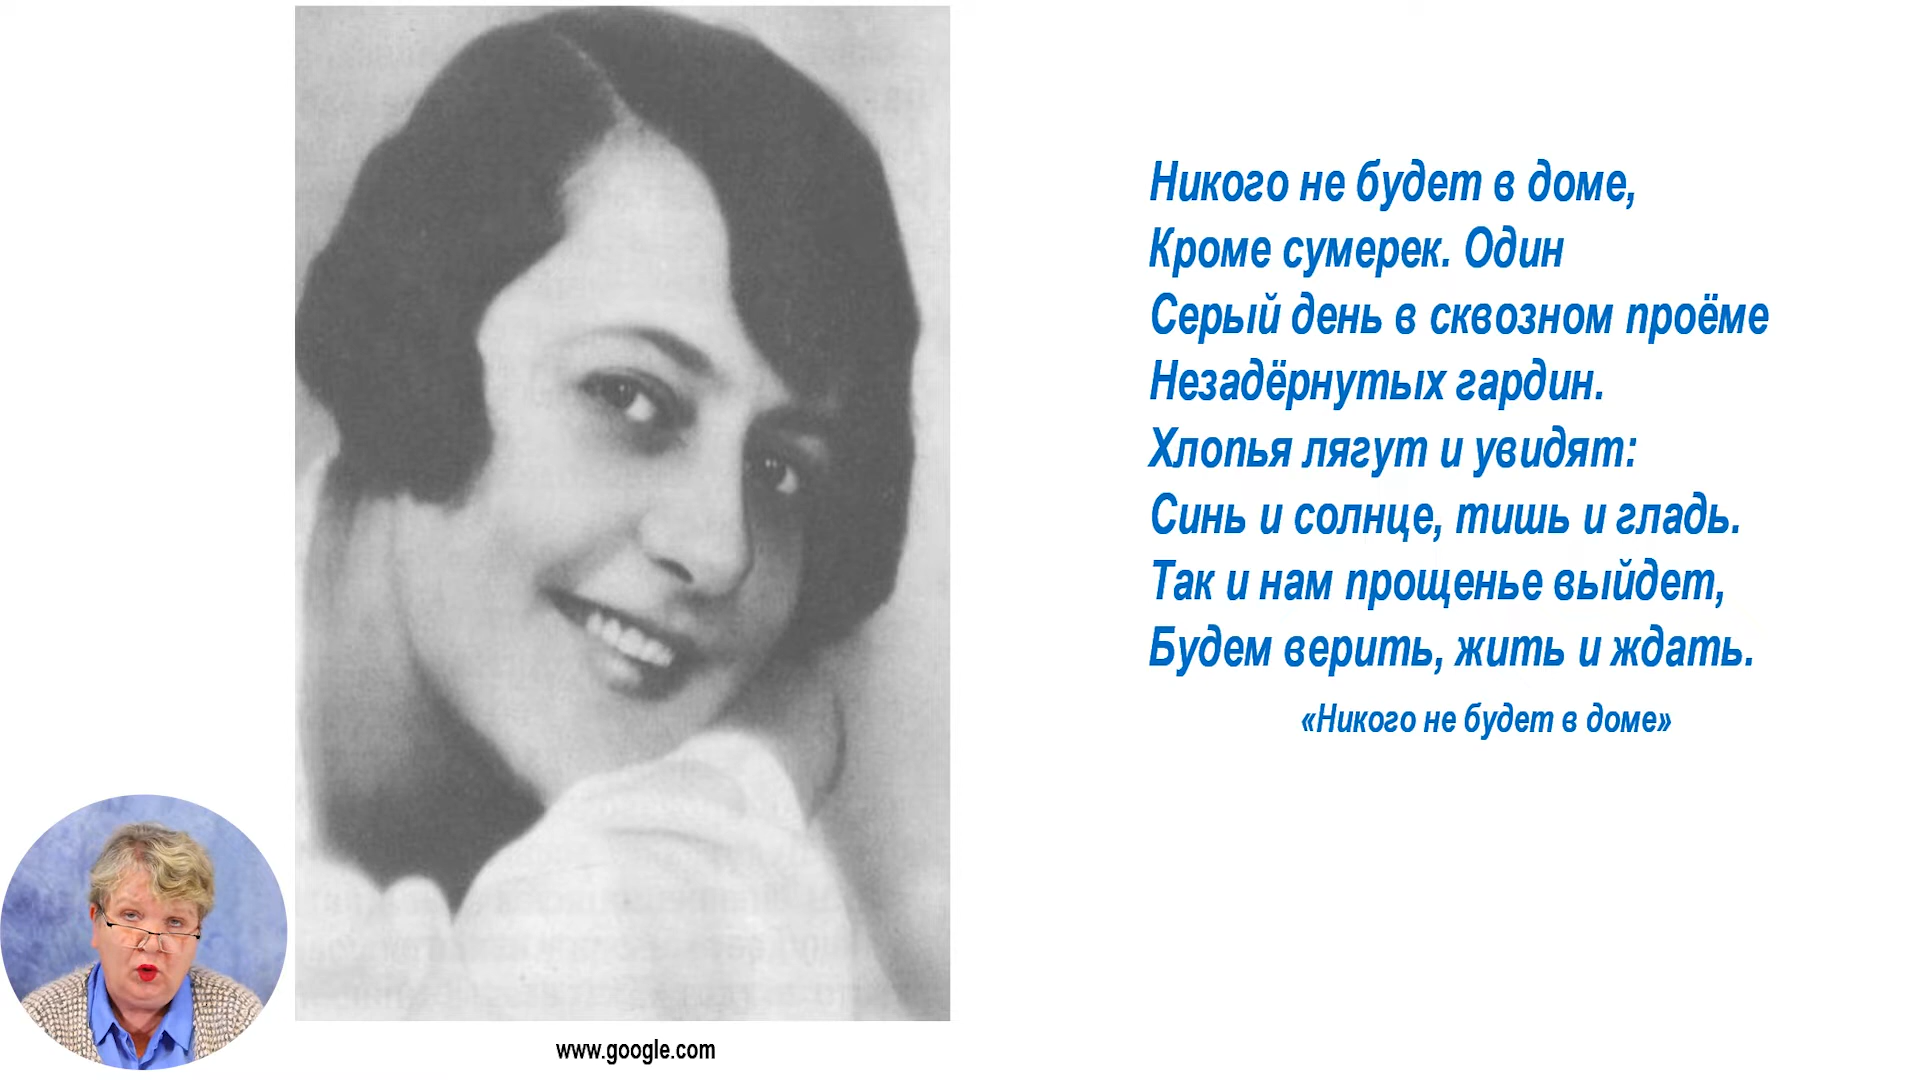 Никого не будет в доме,
Кроме сумерек. Один
Серый день в сквозном проёме
Незадёрнутых гардин.
Хлопья лягут и увидят:
Синь и солнце, тишь и гладь.
Так и нам прощенье выйдет,
Будем верить, жить и ждать.
«Никого не будет в доме»
www.google.com